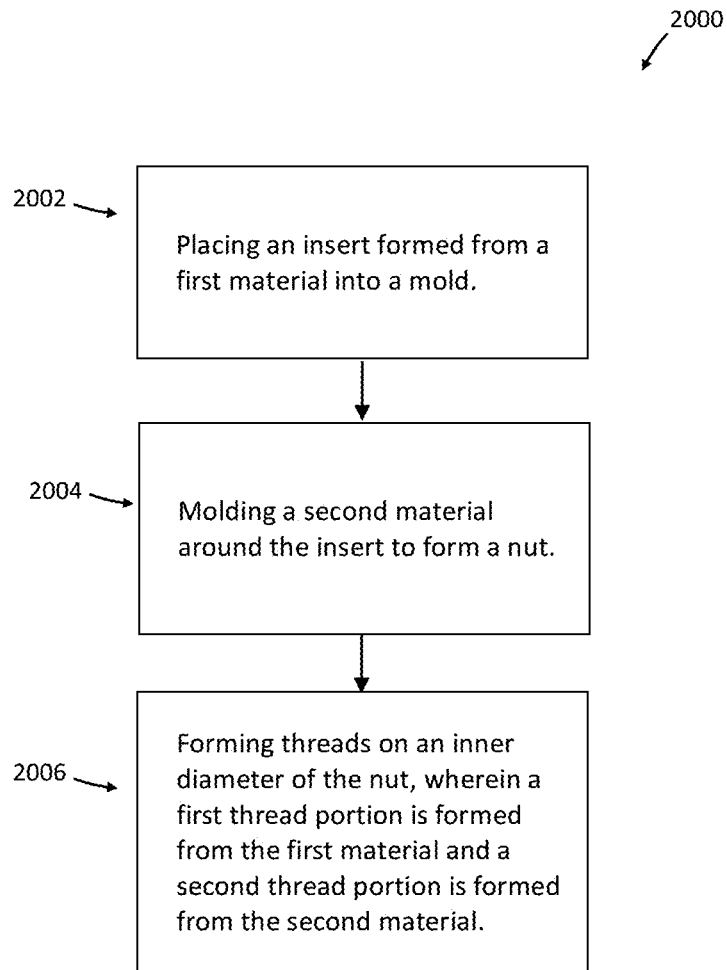 2000
2002
Placing an insert formed from a
first material into a mold.
2004
Molding a second material
around the insert to form a nut.
2006
Forming threads on an inner
diameter of the nut, wherein a
first thread portion is formed
from the first material and a
second thread portion is formed
from the second material.